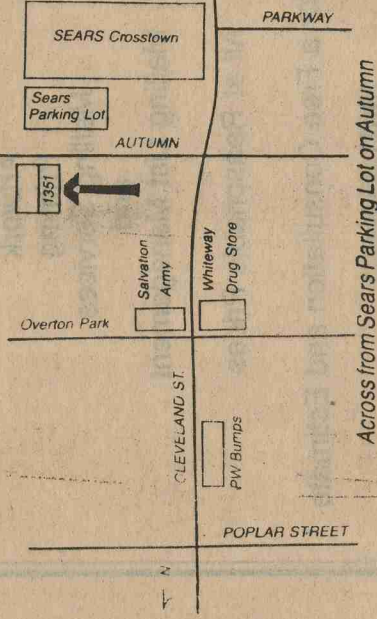 PARKWAY
SEARS Crosstown
Sears
Parking Lot
AUTUMN
1351
Salvation
Army
Whiteway
Drug Store
Overton Park
CLEVELAND ST.
PW Bumps
POPLAR STREET
N
Across from Sears Parking Lot on Autumn